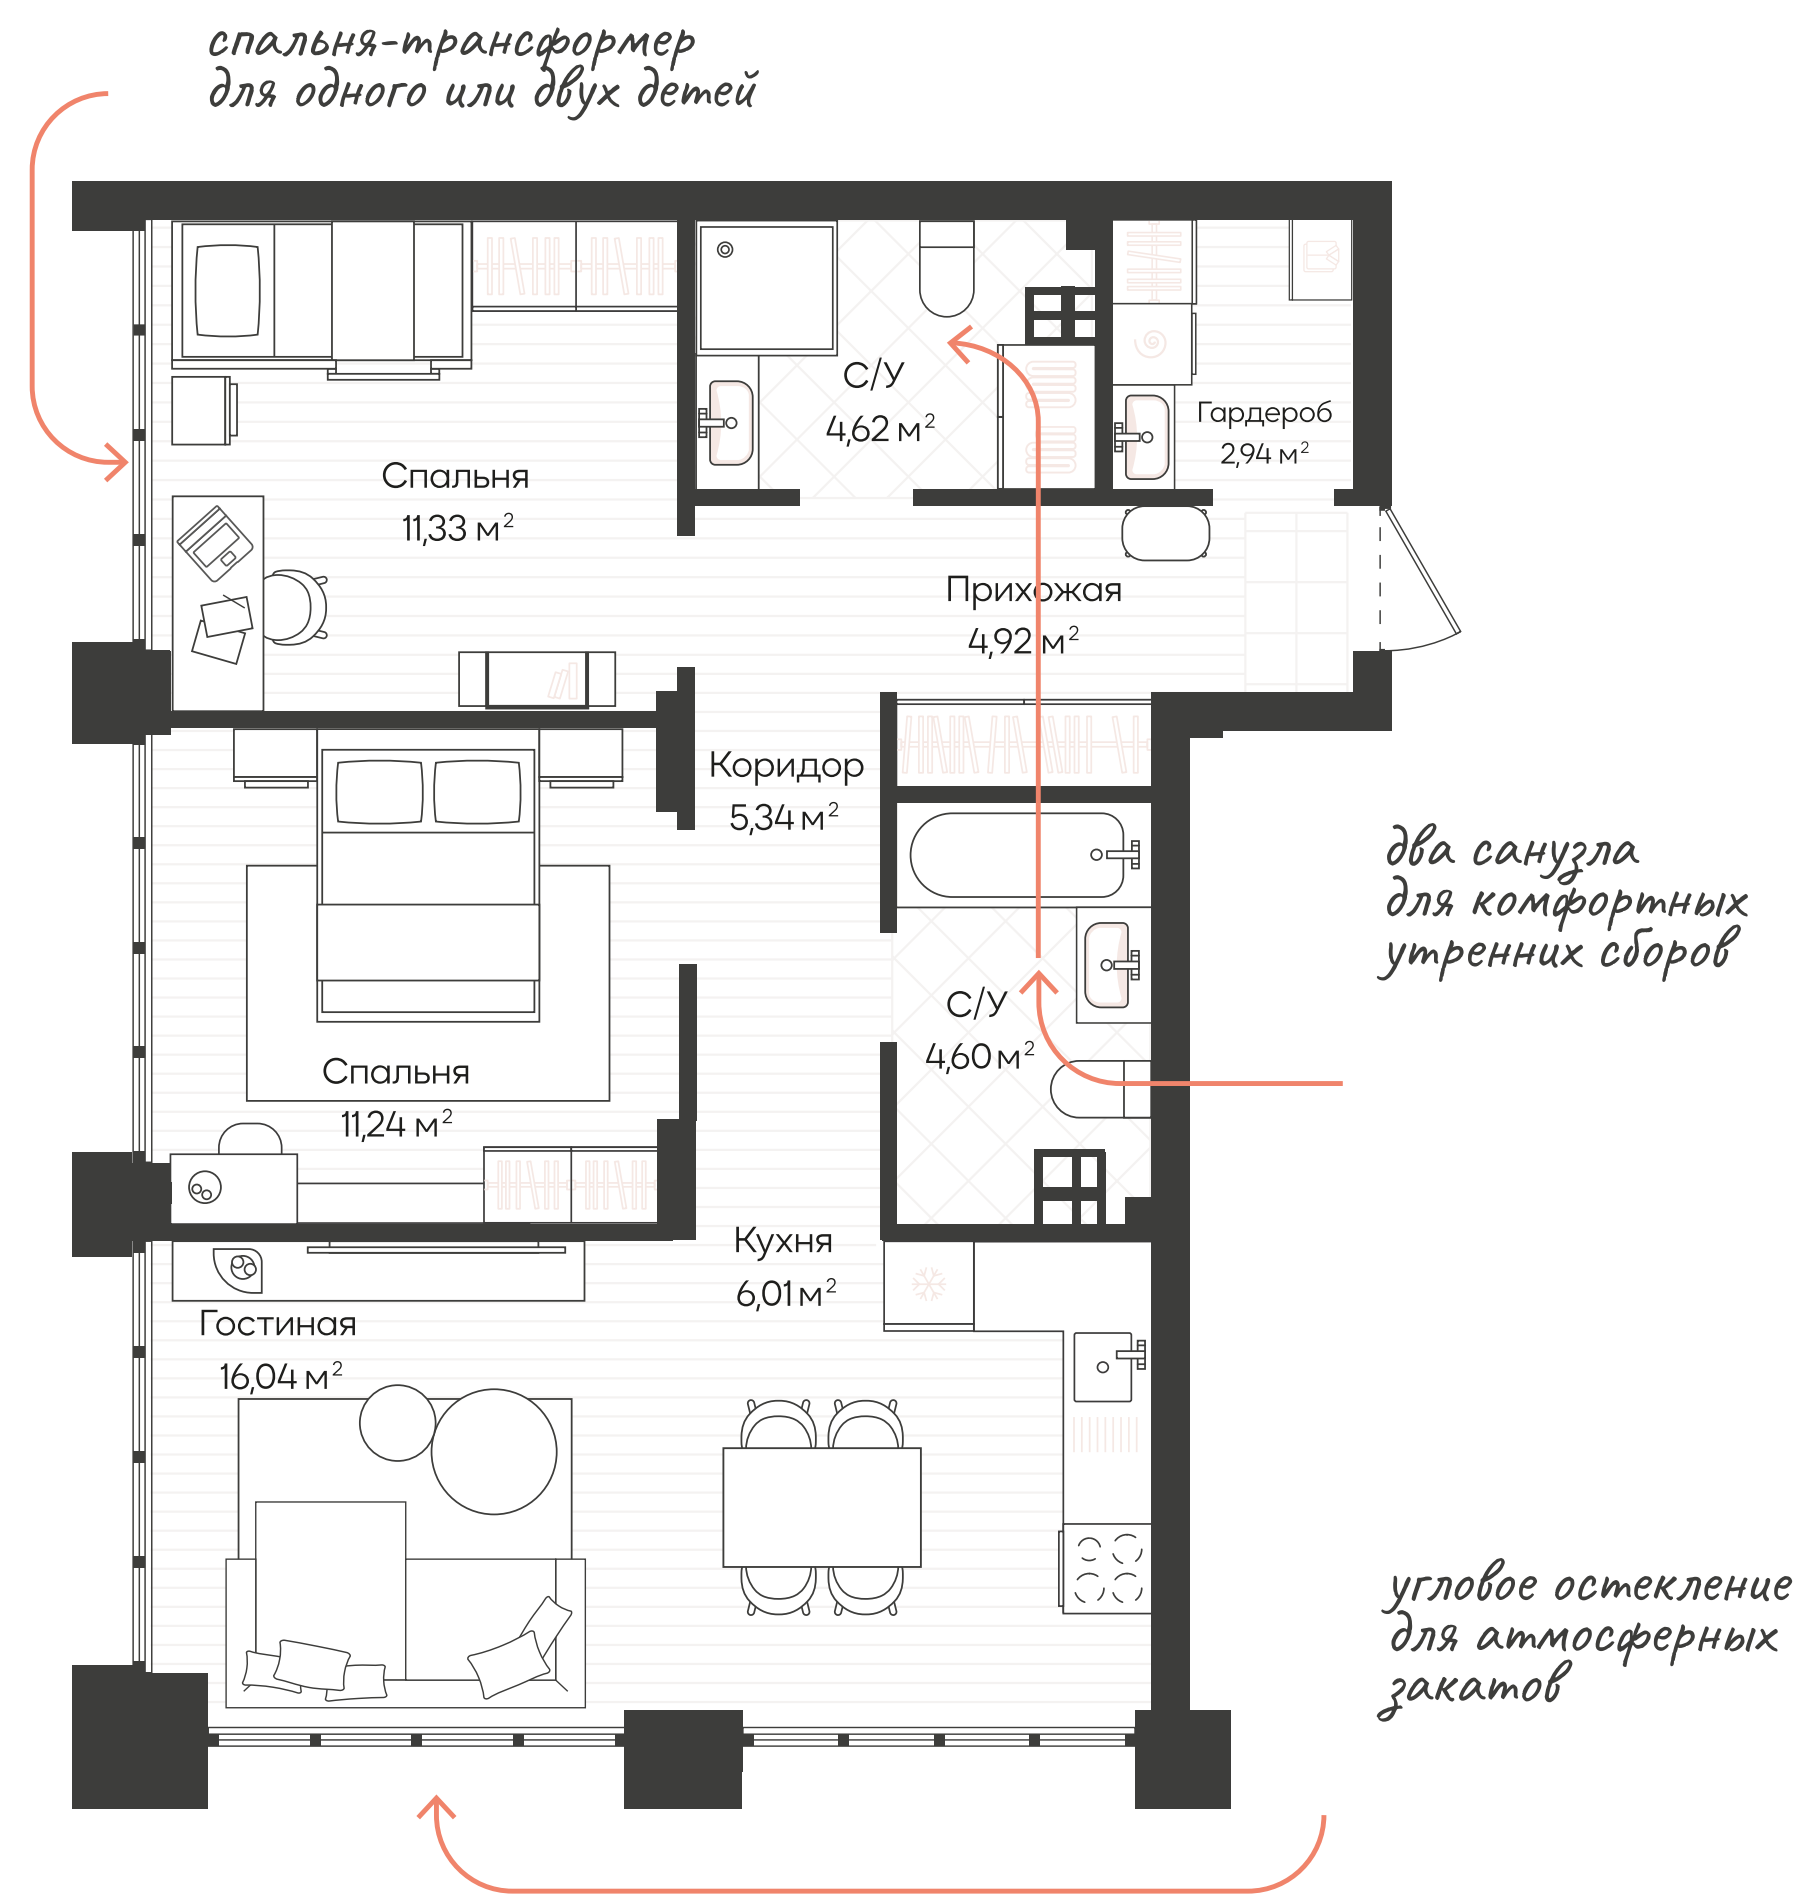 спальня-трансформер
для одного или двух детей
С/У
4,62 м²
Гардероб
2,94 м²
Спальня
11,33 м²
Прихожая
4,92 м²
Коридор
5,34 м²
два санузла
для комфортных
утренних сборов
С/У
4,60 м²
Спальня
11,24 м²
Кухня
6,01 м²
Гостиная
16,04 м²
угловое остекление
для атмосферных
закатов